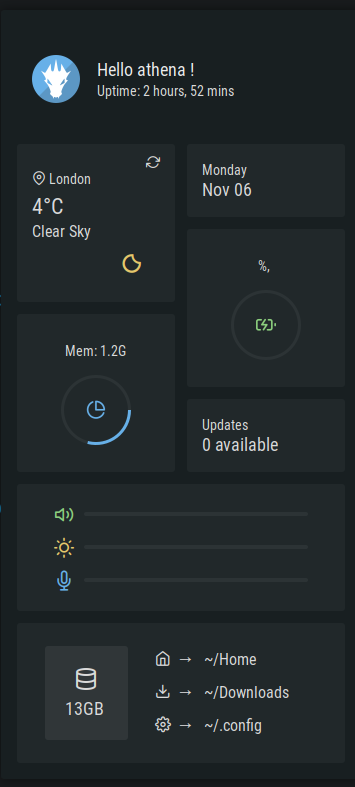 Hello athena !
Uptime: 2 hours, 52 mins
London
4°C
Clear Sky
Monday
Nov 06
%,
Mem: 1.2G
Updates
0 available
13GB
→ ~/Home
→ ~/Downloads
→ ~/.config